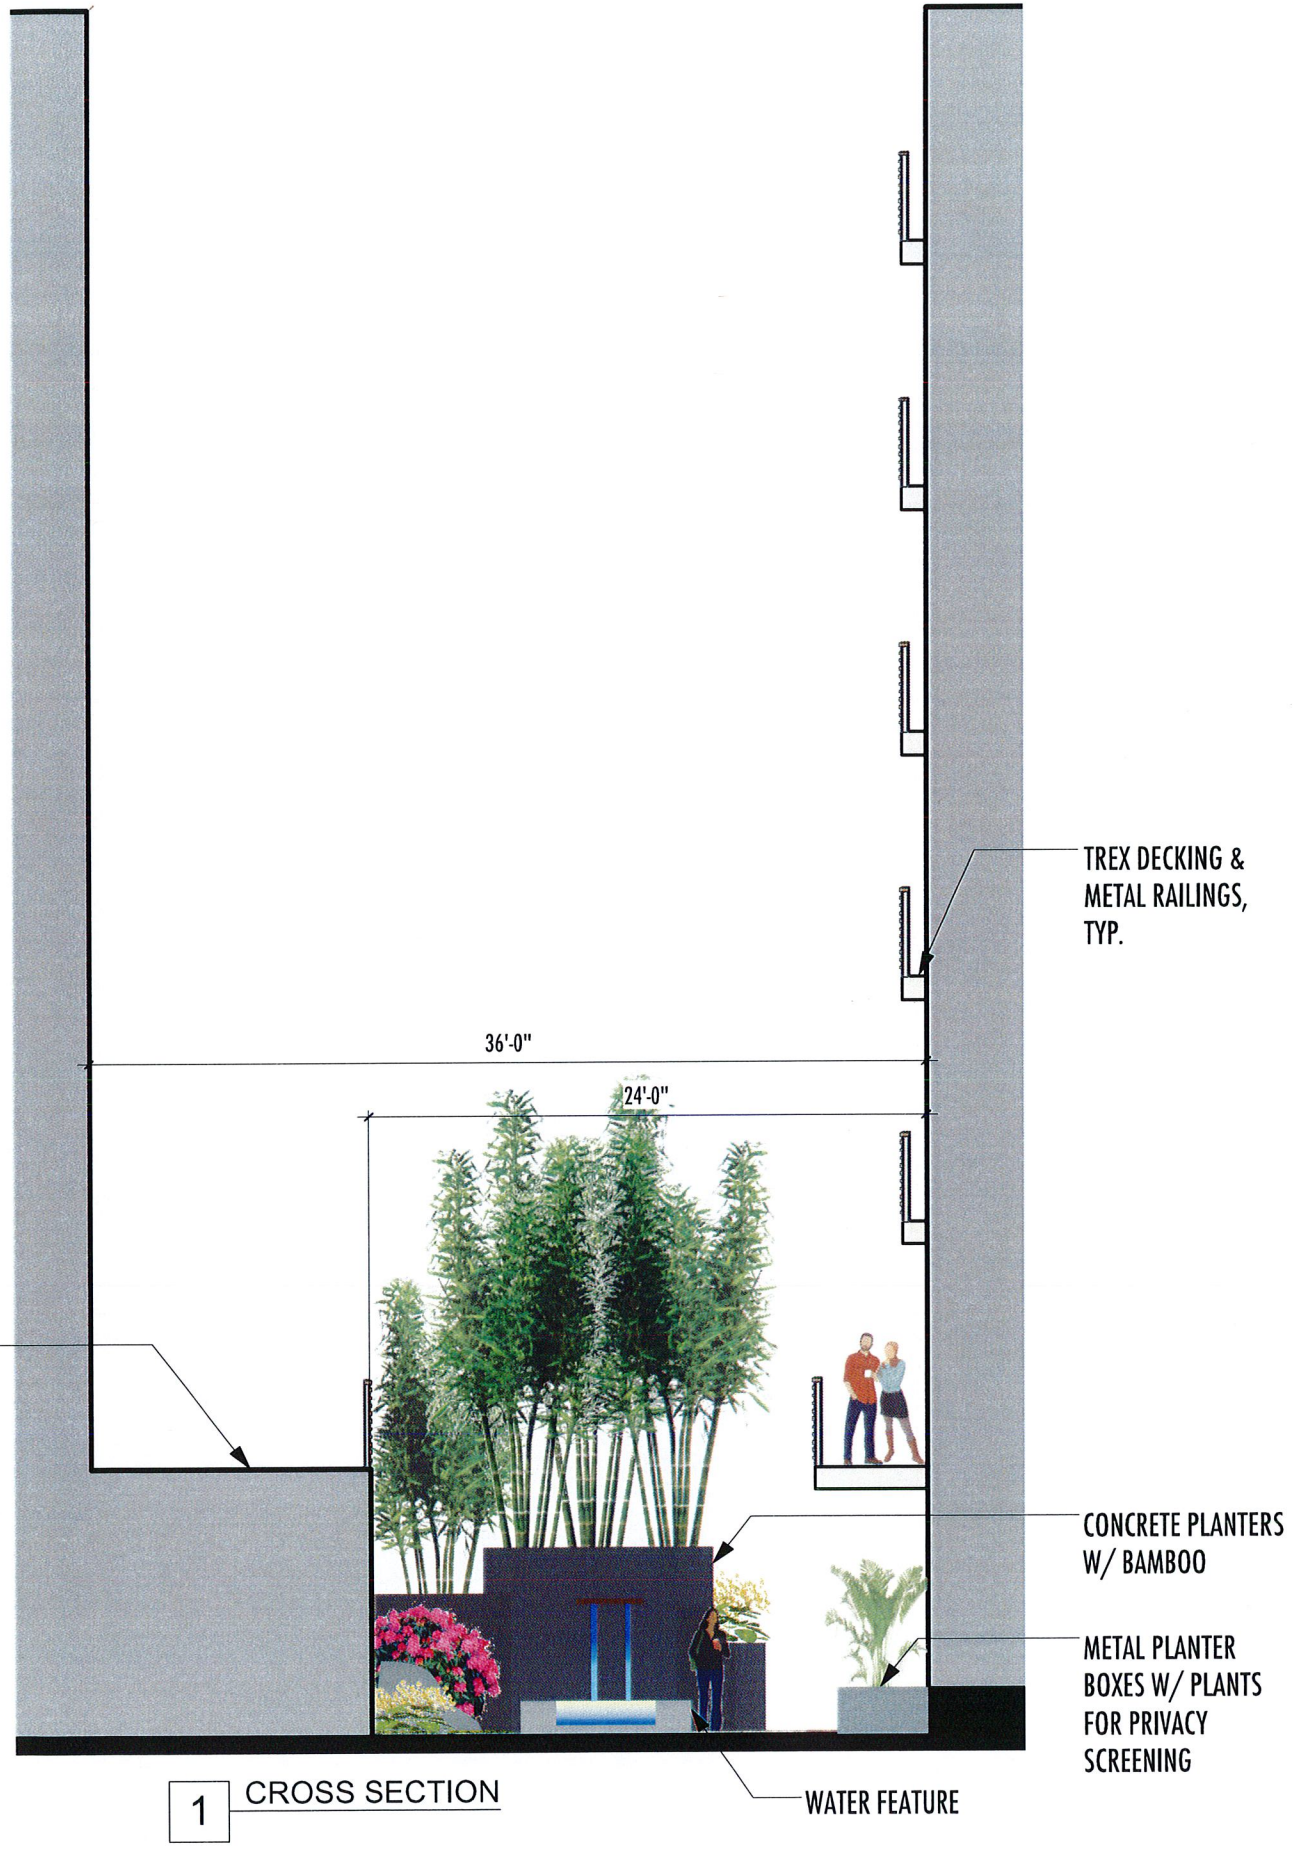 TREX DECKING &
METAL RAILINGS,
TYP.
36'-0"
24'-0"
CONCRETE PLANTERS
W/ BAMBOO
METAL PLANTER
BOXES W/ PLANTS
FOR PRIVACY
SCREENING
WATER FEATURE
1 CROSS SECTION